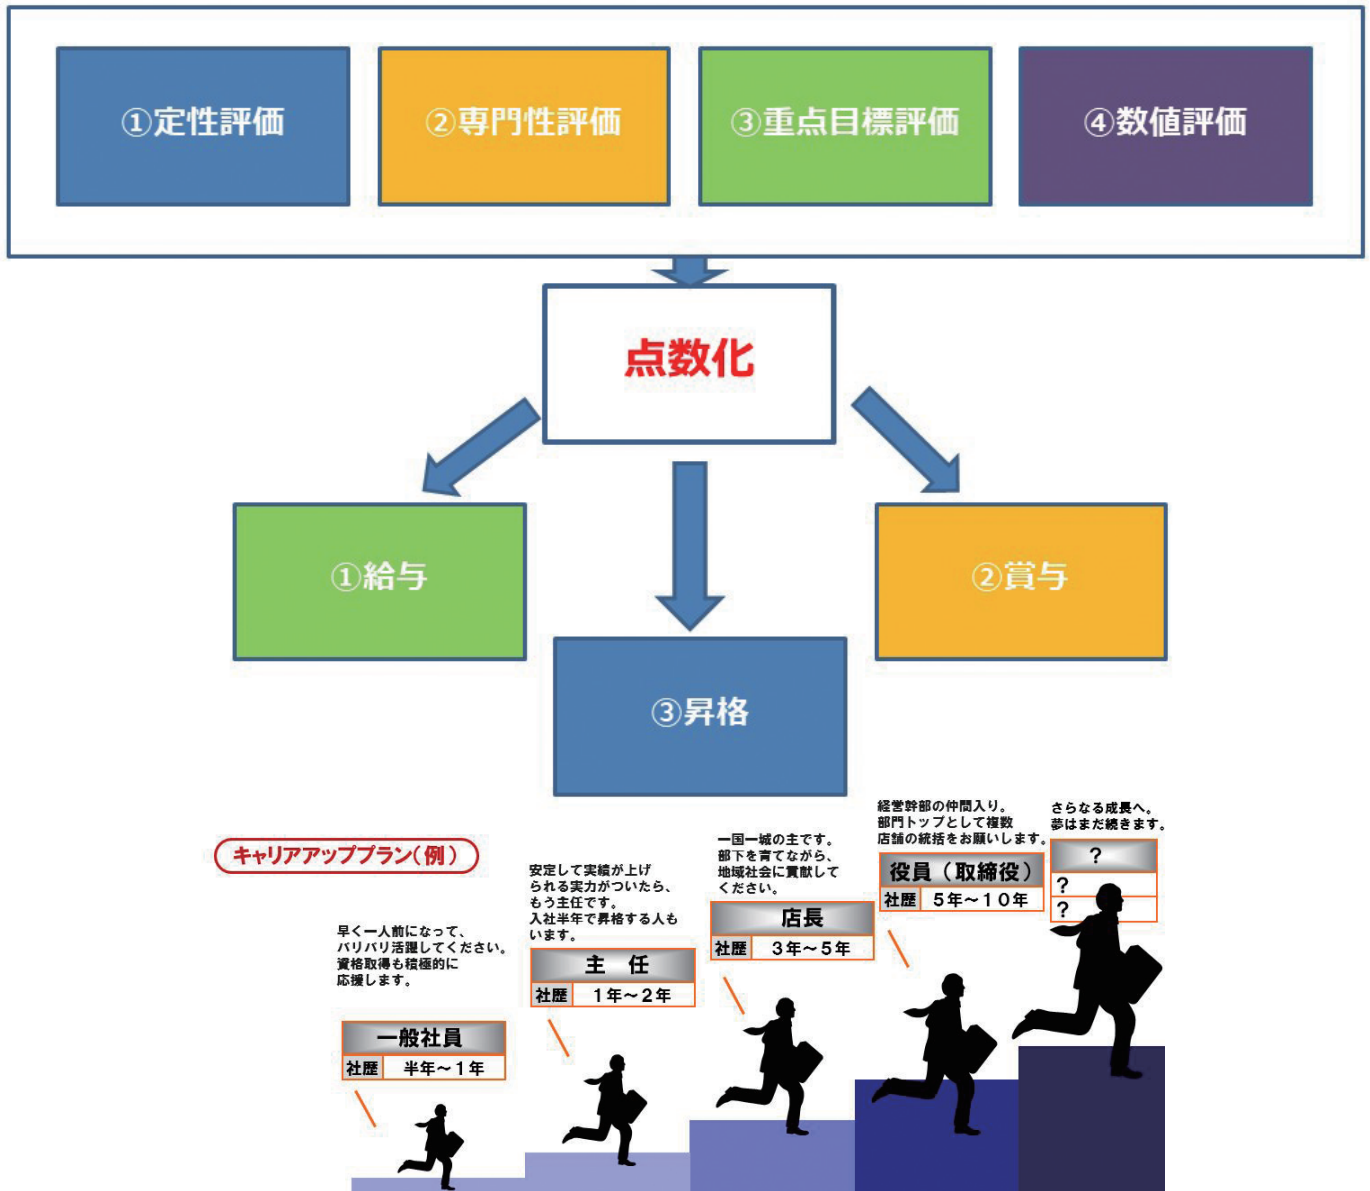 ①定性評価
②専門性評価
③重点目標評価
④数値評価
点数化
①給与
②賞与
③昇格
キャリアアッププラン(例)
早く一人前になって、
バリバリ活躍してください。
資格取得も積極的に
応援します。
一般社員
社歴 半年～1年
安定して実績が上げ
られる実力がついたら、
もう主任です。
入社半年で昇格する人も
います。
主 任
社歴 1年～2年
一国一城の主です。
部下を育てながら、
地域社会に貢献して
ください。
店長
社歴 3年～5年
経営幹部の仲間入り。
部門トップとして複数
店舗の統括をお願いします。
役員（取締役）
社歴 5年～10年
さらなる成長へ。
夢はまだ続きます。
？
？
？